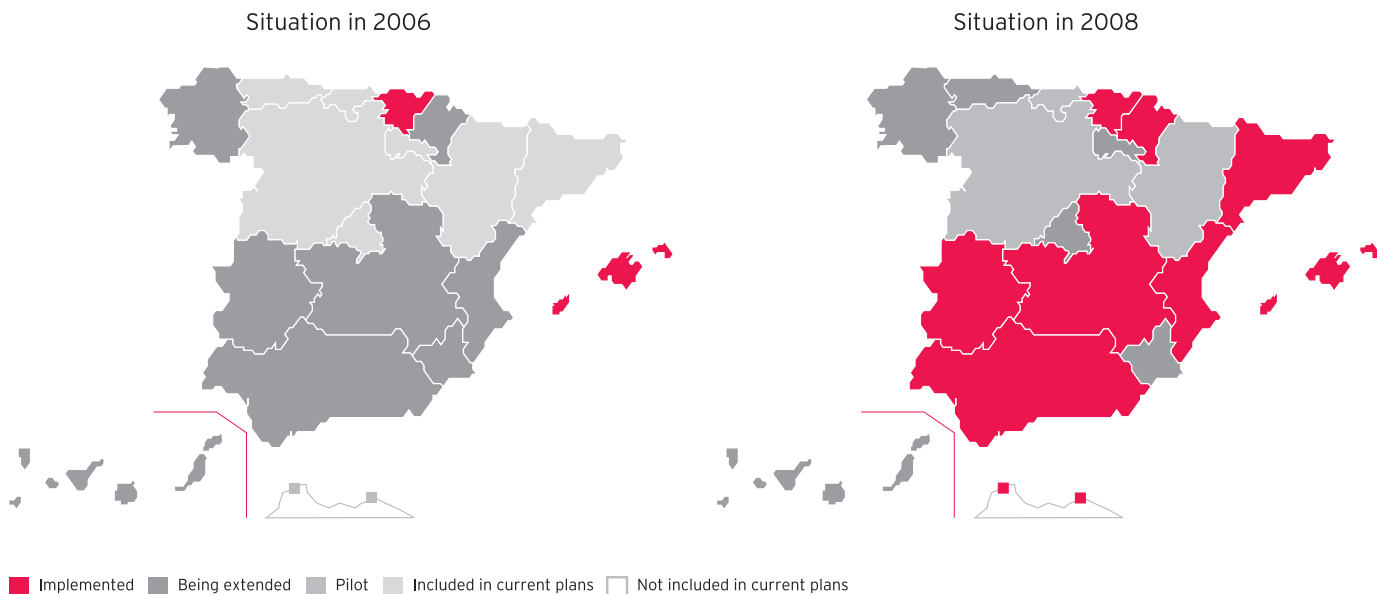 Situation in 2006
Situation in 2008
Implemented
Being extended
Pilot
Included in current plans
Not included in current plans